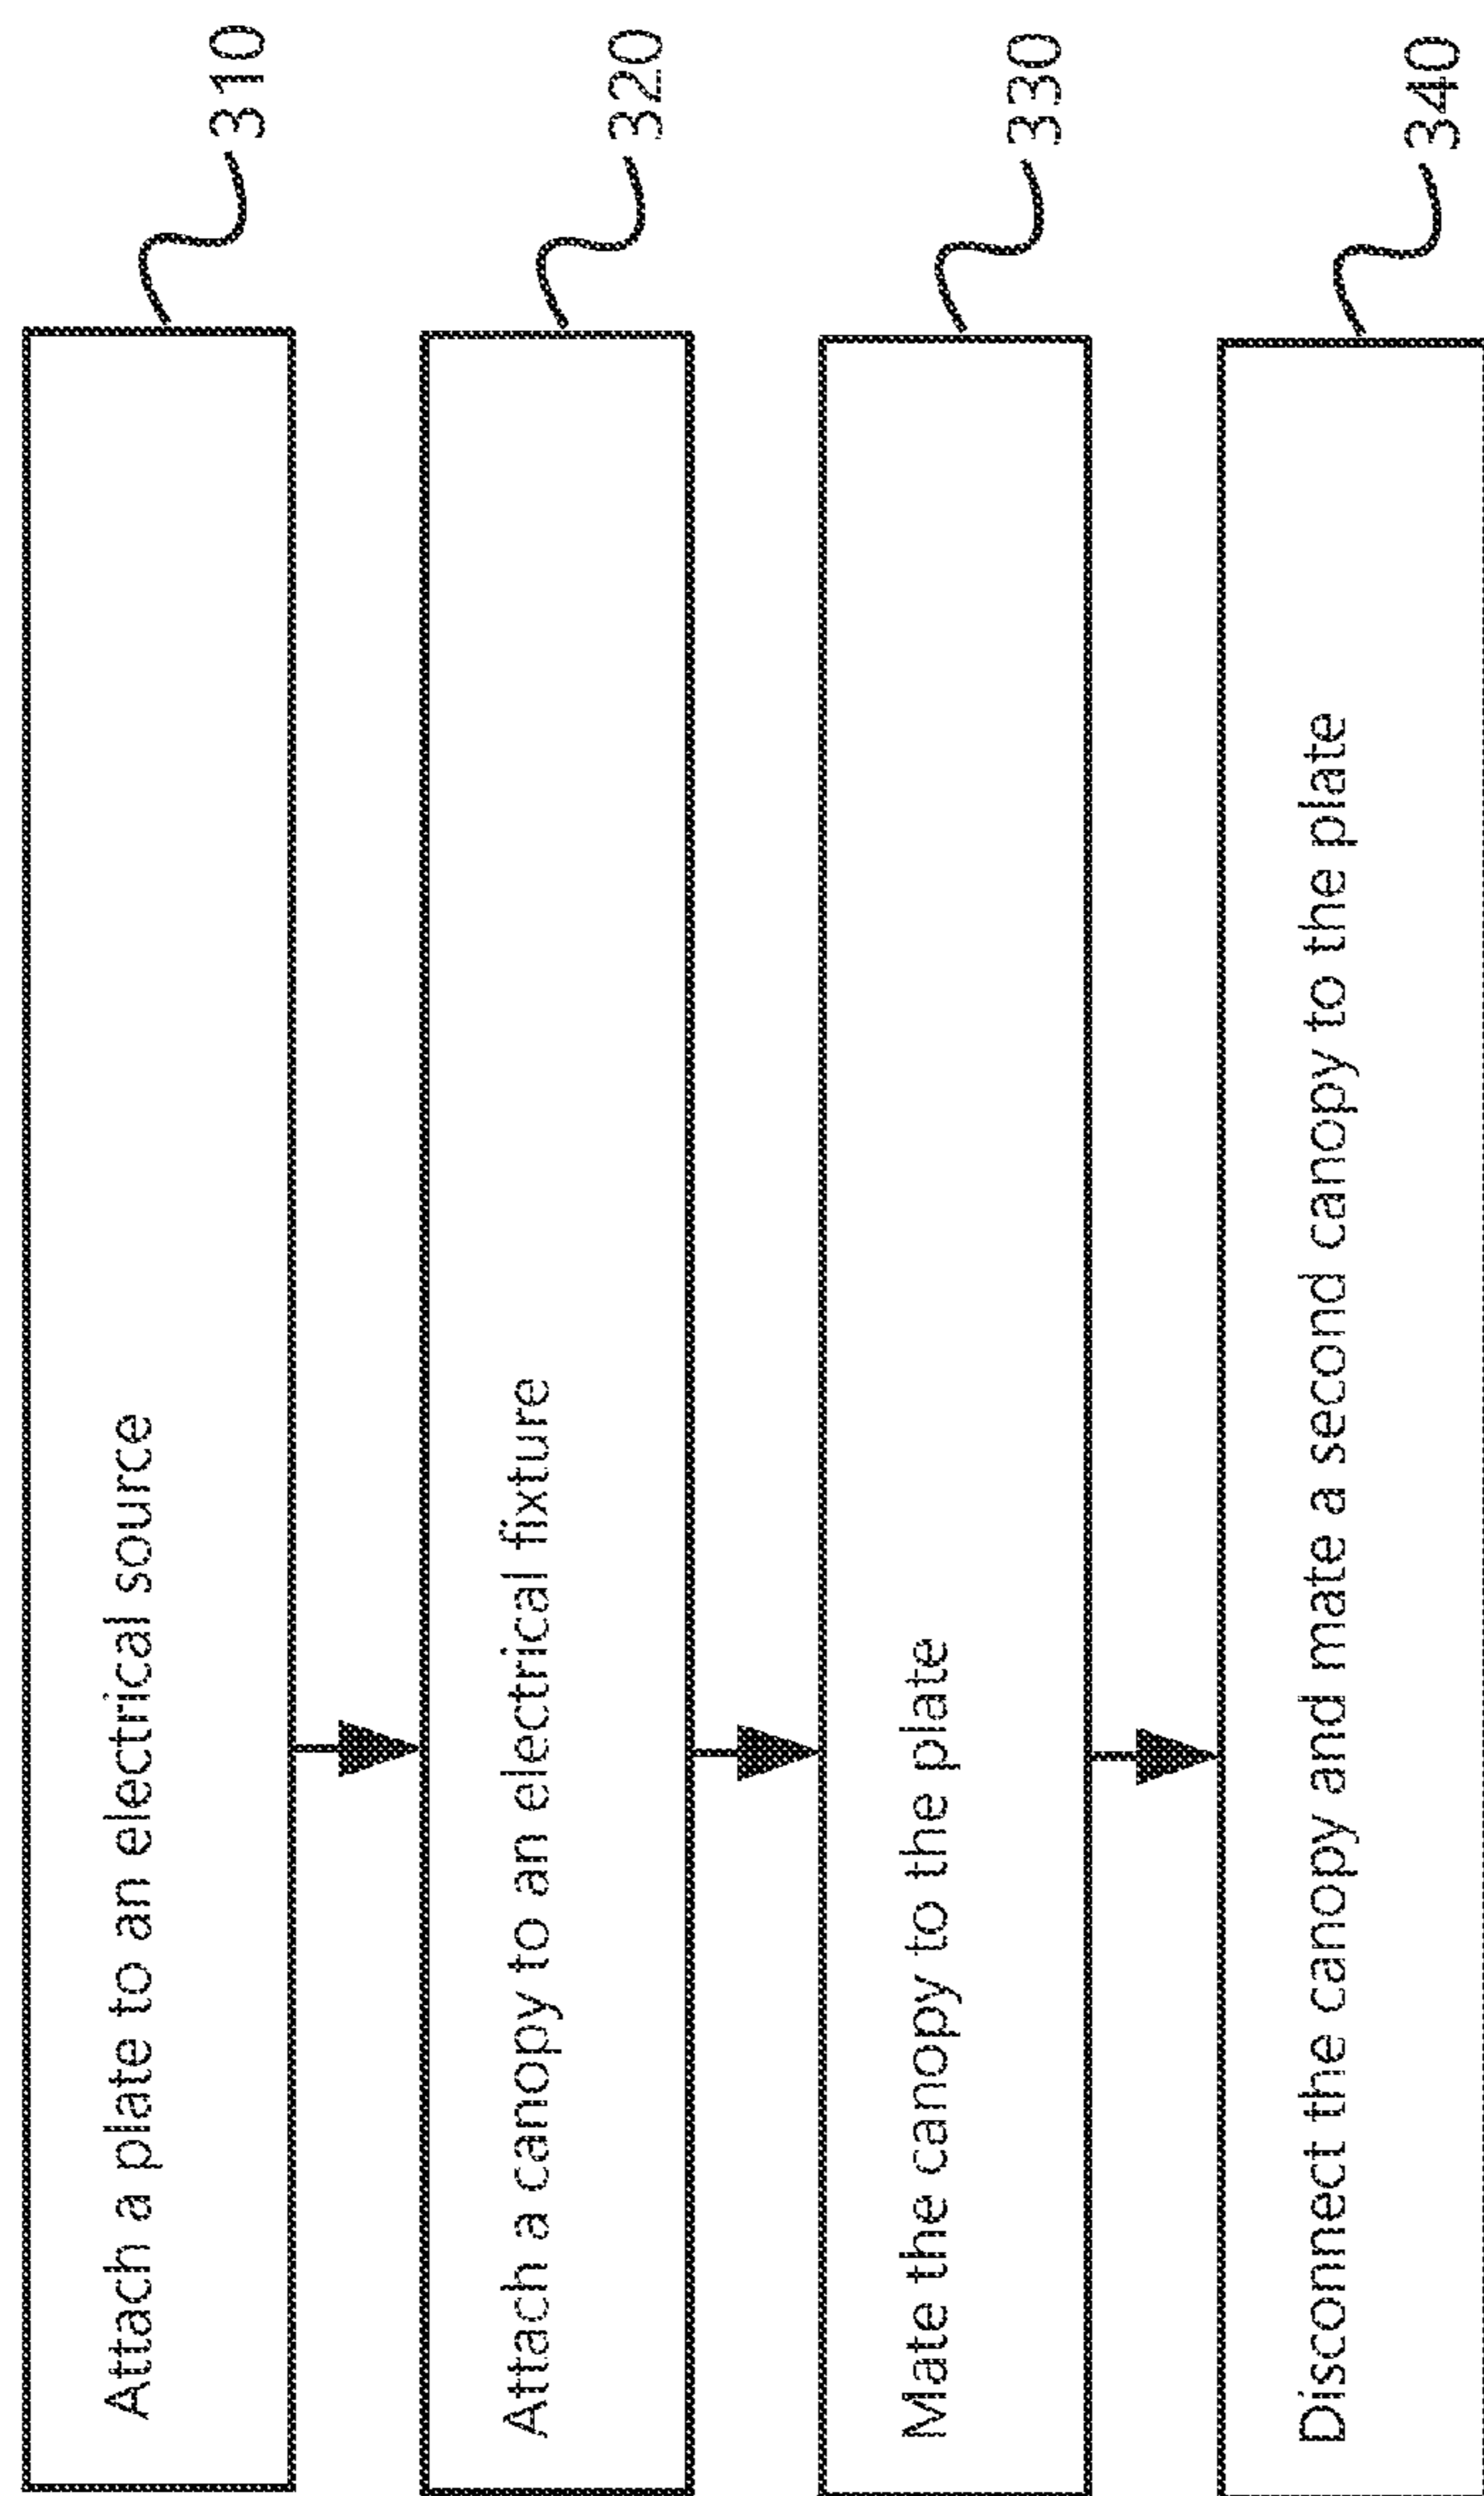 Attach a plate to an electrical source
310
Attach a canopy to an electrical fixture
320
Mate the canopy to the plate
330
Disconnect the canopy and mate a second canopy to the plate
340